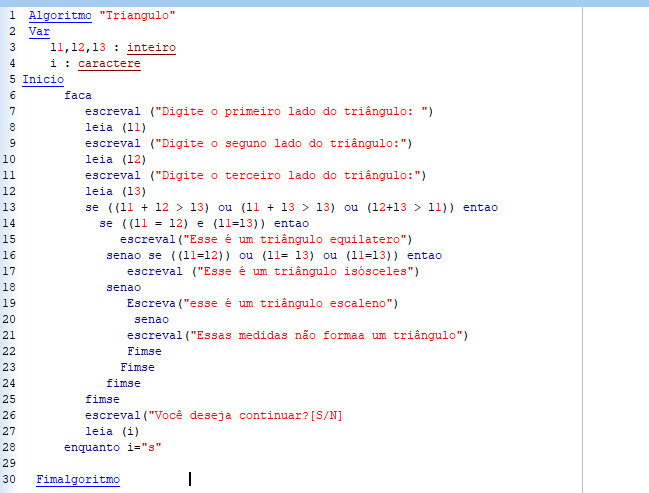 1 Algoritmo "Triangulo"
2 Var
3 l1,l2,l3 : inteiro
4 i : caractere
5 Inicio
6 faca
7 escreval ("Digite o primeiro lado do triângulo: ")
8 leia (l1)
9 escreval ("Digite o seguno lado do triângulo:")
10 leia (l2)
11 escreval ("Digite o terceiro lado do triângulo:")
12 leia (l3)
13 se ((l1 + l2 > l3) ou (l1 + l3 > l3) ou (l2+l3 > l1)) entao
14 se ((l1 = l2) e (l1=l3)) entao
15 escreval("Esse é um triângulo equilatero")
16 senao se ((l1=l2)) ou (l1= l3) ou (l1=l3)) entao
17 escreval ("Esse é um triângulo isósceles")
18 senao
19 Escreva("esse é um triângulo escaleno")
20 senao
21 escreval("Essas medidas não formaa um triângulo")
22 Fimse
23 Fimse
24 fimse
25 fimse
26 escreval("Você deseja continuar?[S/N]
27 leia (i)
28 enquanto i="s"
29
30 Fimalgoritmo